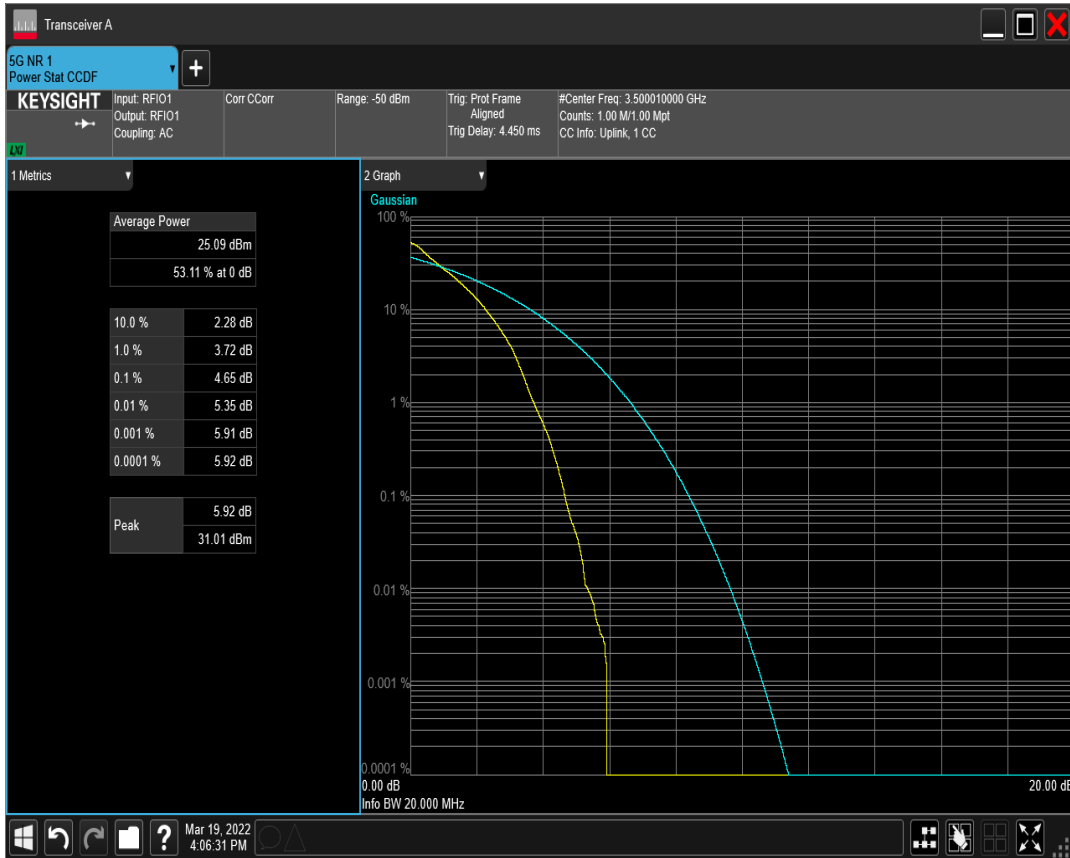 Transceiver A
5G NR 1
Power Stat CCDF
KEYSIGHT
LXI
Input: RFIO1
Output: RFIO1
Coupling: AC
Corr CCorr
Range: -50 dBm
Trig: Prot Frame
Aligned
Trig Delay: 4.450 ms
#Center Freq: 3.500010000 GHz
Counts: 1.00 M/1.00 Mpt
CC Info: Uplink, 1 CC
1 Metrics
Average Power
25.09 dBm
53.11 % at 0 dB
10.0 % 2.28 dB
1.0 % 3.72 dB
0.1 % 4.65 dB
0.01 % 5.35 dB
0.001 % 5.91 dB
0.0001 % 5.92 dB
Peak
5.92 dB
31.01 dBm
2 Graph
Gaussian
100 %
10 %
1 %
0.1 %
0.01 %
0.001 %
0.0001 %
0.00 dB
20.00 dB
Info BW 20.000 MHz
?
Mar 19, 2022
4:06:31 PM